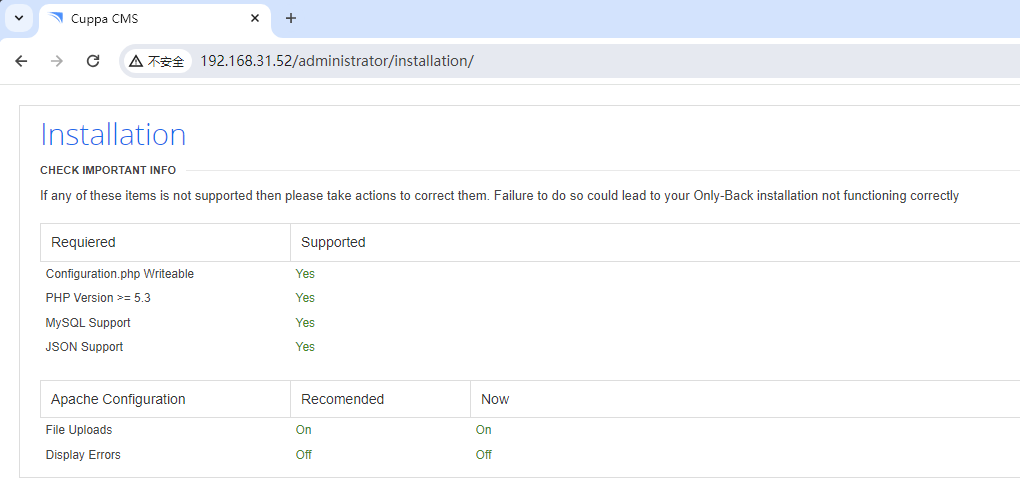 Cuppa CMS
不安全 192.168.31.52/administrator/installation/
Installation
CHECK IMPORTANT INFO
If any of these items is not supported then please take actions to correct them. Failure to do so could lead to your Only-Back installation not functioning correctly
Requiered Supported
Configuration.php Writeable Yes
PHP Version >= 5.3 Yes
MySQL Support Yes
JSON Support Yes
Apache Configuration Recomended Now
File Uploads On On
Display Errors Off Off